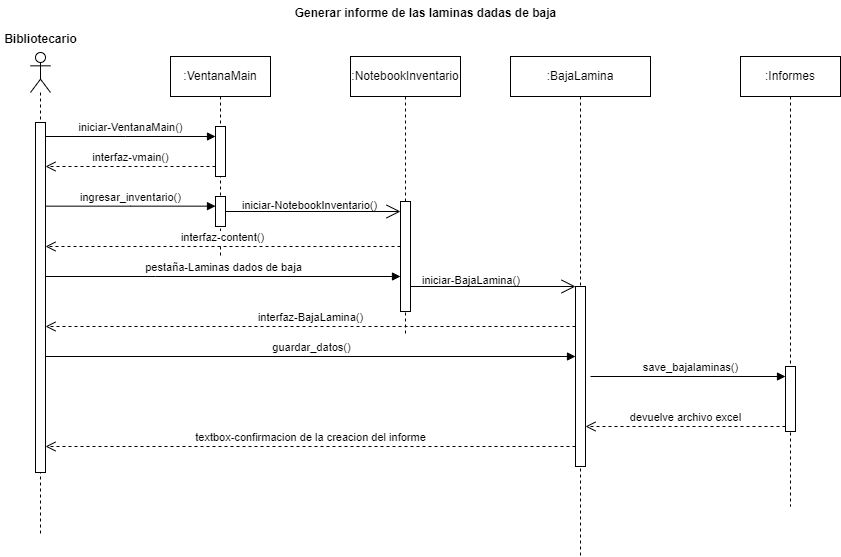 Generar informe de las laminas dadas de baja
Bibliotecario
:VentanaMain
:NotebookInventario
:BajaLamina
:Informes
iniciar-VentanaMain()
interfaz-vmain()
ingresar_inventario()
iniciar-NotebookInventario()
interfaz-content()
pestaña-Laminas dados de baja
iniciar-BajaLamina()
interfaz-BajaLamina()
guardar_datos()
save_bajalaminas()
devuelve archivo excel
textbox-confirmacion de la creacion del informe